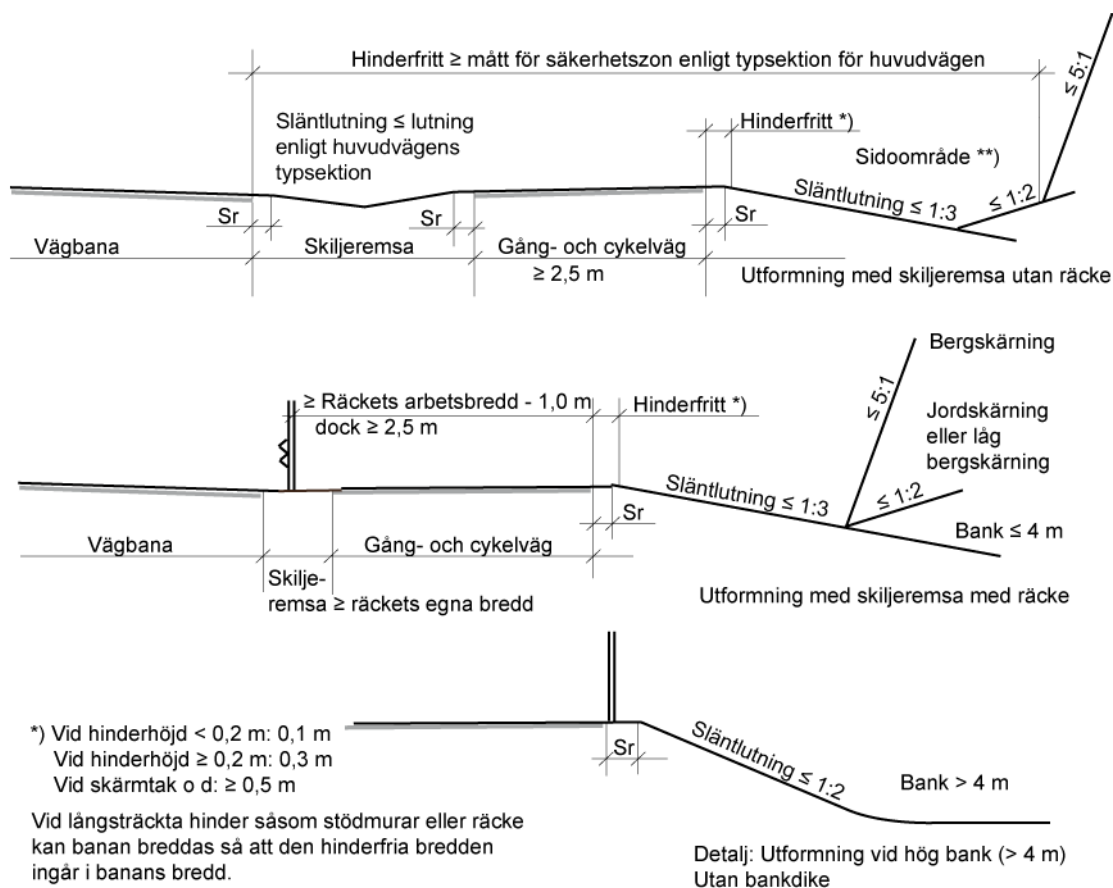 Hinderfritt ≥ mått för säkerhetszon enligt typsektion för huvudvägen
≤ 5:1
Släntlutning ≤ lutning
enligt huvudvägens
typsektion
Hinderfritt *)
Sidoområde **)
Släntlutning ≤ 1:3
≤ 1:2
Sr
Sr
Sr
Vägbana
Skiljeremsa
Gång- och cykelväg
≥ 2,5 m
Utformning med skiljeremsa utan räcke
Bergskärning
≥ Räckets arbetsbredd - 1,0 m
dock ≥ 2,5 m
Hinderfritt *)
≤ 5:1
Jordskärning
eller låg
bergskärning
Släntlutning ≤ 1:3
≤ 1:2
Sr
Bank ≤ 4 m
Vägbana
Gång- och cykelväg
Skilje-
remsa ≥ räckets egna bredd
Utformning med skiljeremsa med räcke
*) Vid hinderhöjd < 0,2 m: 0,1 m
Vid hinderhöjd ≥ 0,2 m: 0,3 m
Vid skärmtak o d: ≥ 0,5 m
Sr
Släntlutning ≤ 1:2
Bank > 4 m
Vid långsträckta hinder såsom stödmurar eller räcke
kan banan breddas så att den hinderfria bredden
ingår i banans bredd.
Detalj: Utformning vid hög bank (> 4 m)
Utan bankdike